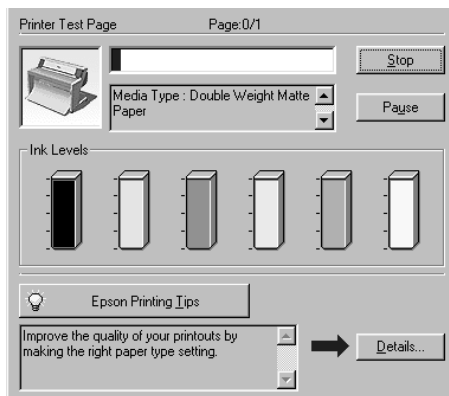 Printer Test Page Page:0/1
Stop
Media Type : Double Weight Matte
Paper
Pause
Ink Levels
Epson Printing Tips
Improve the quality of your printouts by
making the right paper type setting.
Details...